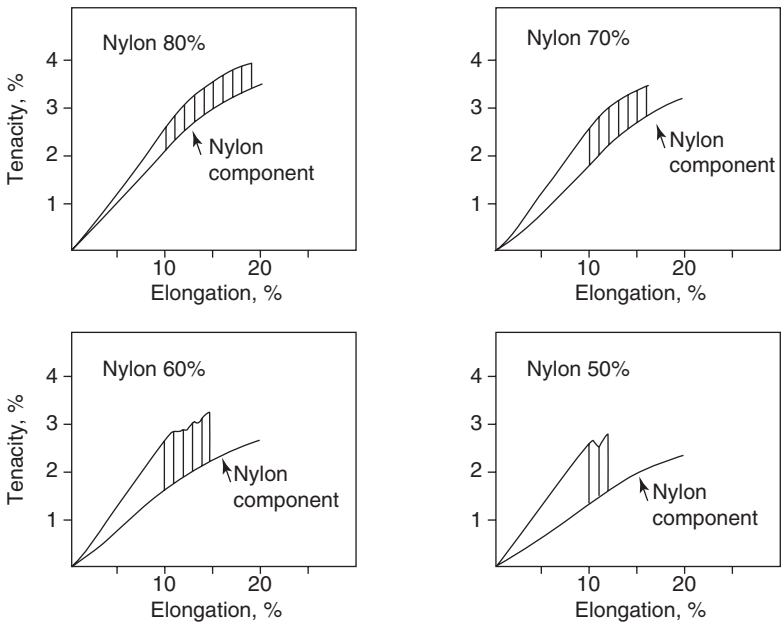 Nylon 80%
Tenacity, %
4
3
2
1
Nylon
component
10
20
Elongation, %
Nylon 70%
4
3
2
1
Nylon
component
10
20
Elongation, %
Nylon 60%
Tenacity, %
4
3
2
1
Nylon
component
10
20
Elongation, %
Nylon 50%
4
3
2
1
Nylon
component
10
20
Elongation, %